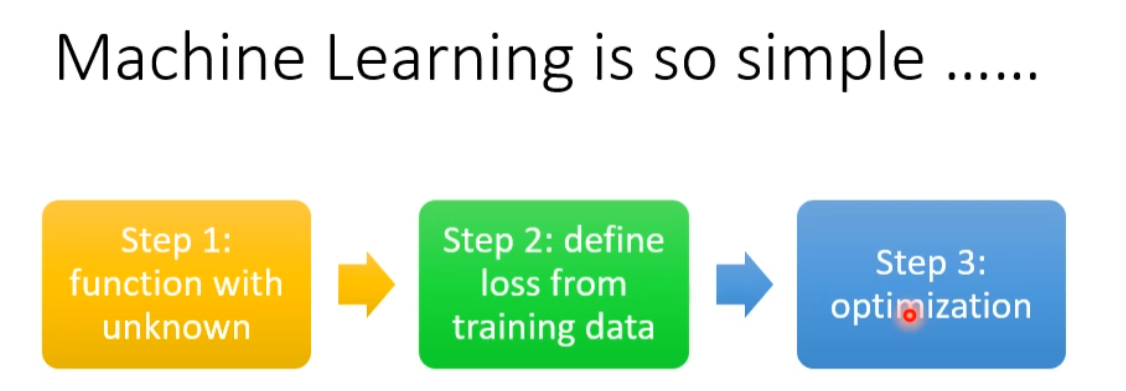 Machine Learning is so simple ......
Step 1:
function with
unknown
Step 2: define
loss from
training data
Step 3:
optimization